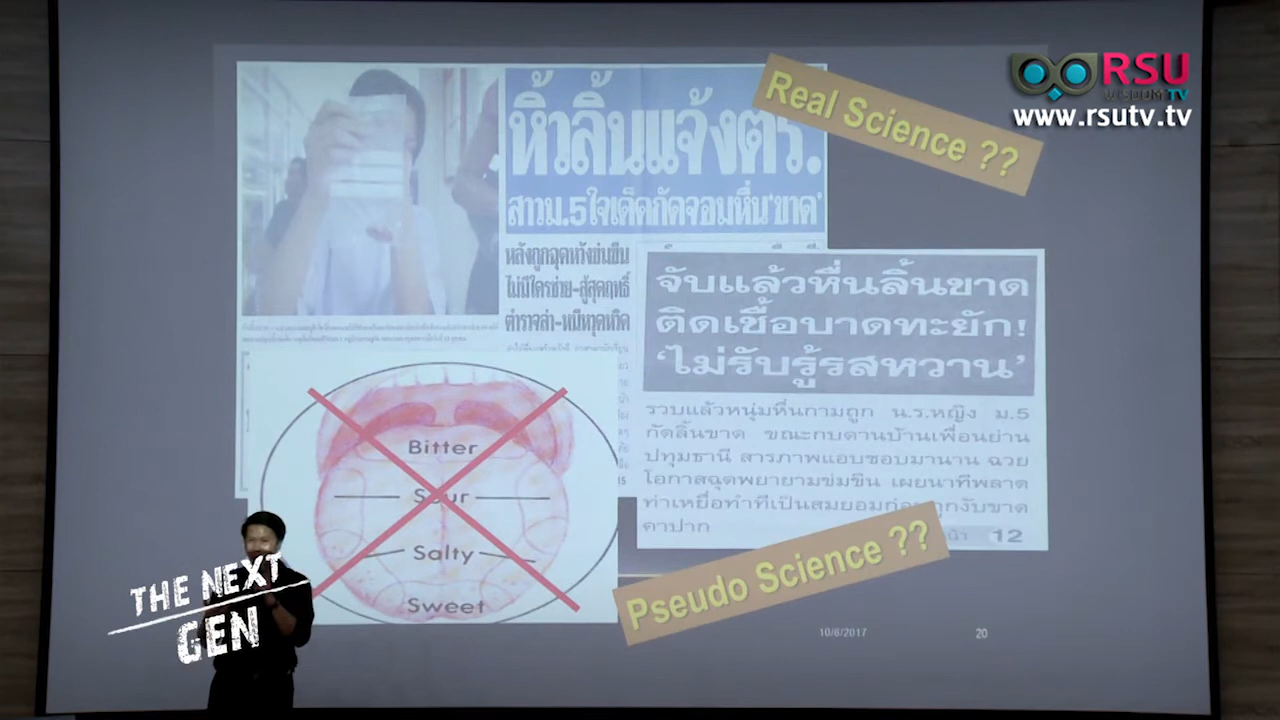 RSU
WISDOM TV
www.rsutv.tv
Real Science ??
หิ้วลิ้นแจ้งตร.
สาวม.5ใจเด็ดกัดจอมหื่น'ขาด'
หลังถูกฉุดหวังข่มขืน
ไม่มีใครช่วย-สู้สุดฤทธิ์
ตำรวจล่า-หนีหุดหวิด
จับแล้วหื่นลิ้นขาด
ติดเชื้อบาดทะยัก!
'ไม่รับรู้รสหวาน'
รวบแล้วหนุ่มหื่นกามถูก น.ร.หญิง ม.5
กัดลิ้นขาด ขณะกบดานบ้านเพื่อนย่าน
ปทุมธานี สารภาพแอบชอบมานาน ฉวย
โอกาสฉุดพยายามข่มขืน เผยนาทีพลาด
ท่าเหยื่อทำทีเป็นสมยอมก่อนถูกงับขาด
คาปาก
12
Bitter
Sour
Salty
Sweet
Pseudo Science ??
10/6/2017
20
THE NEXT
GEN